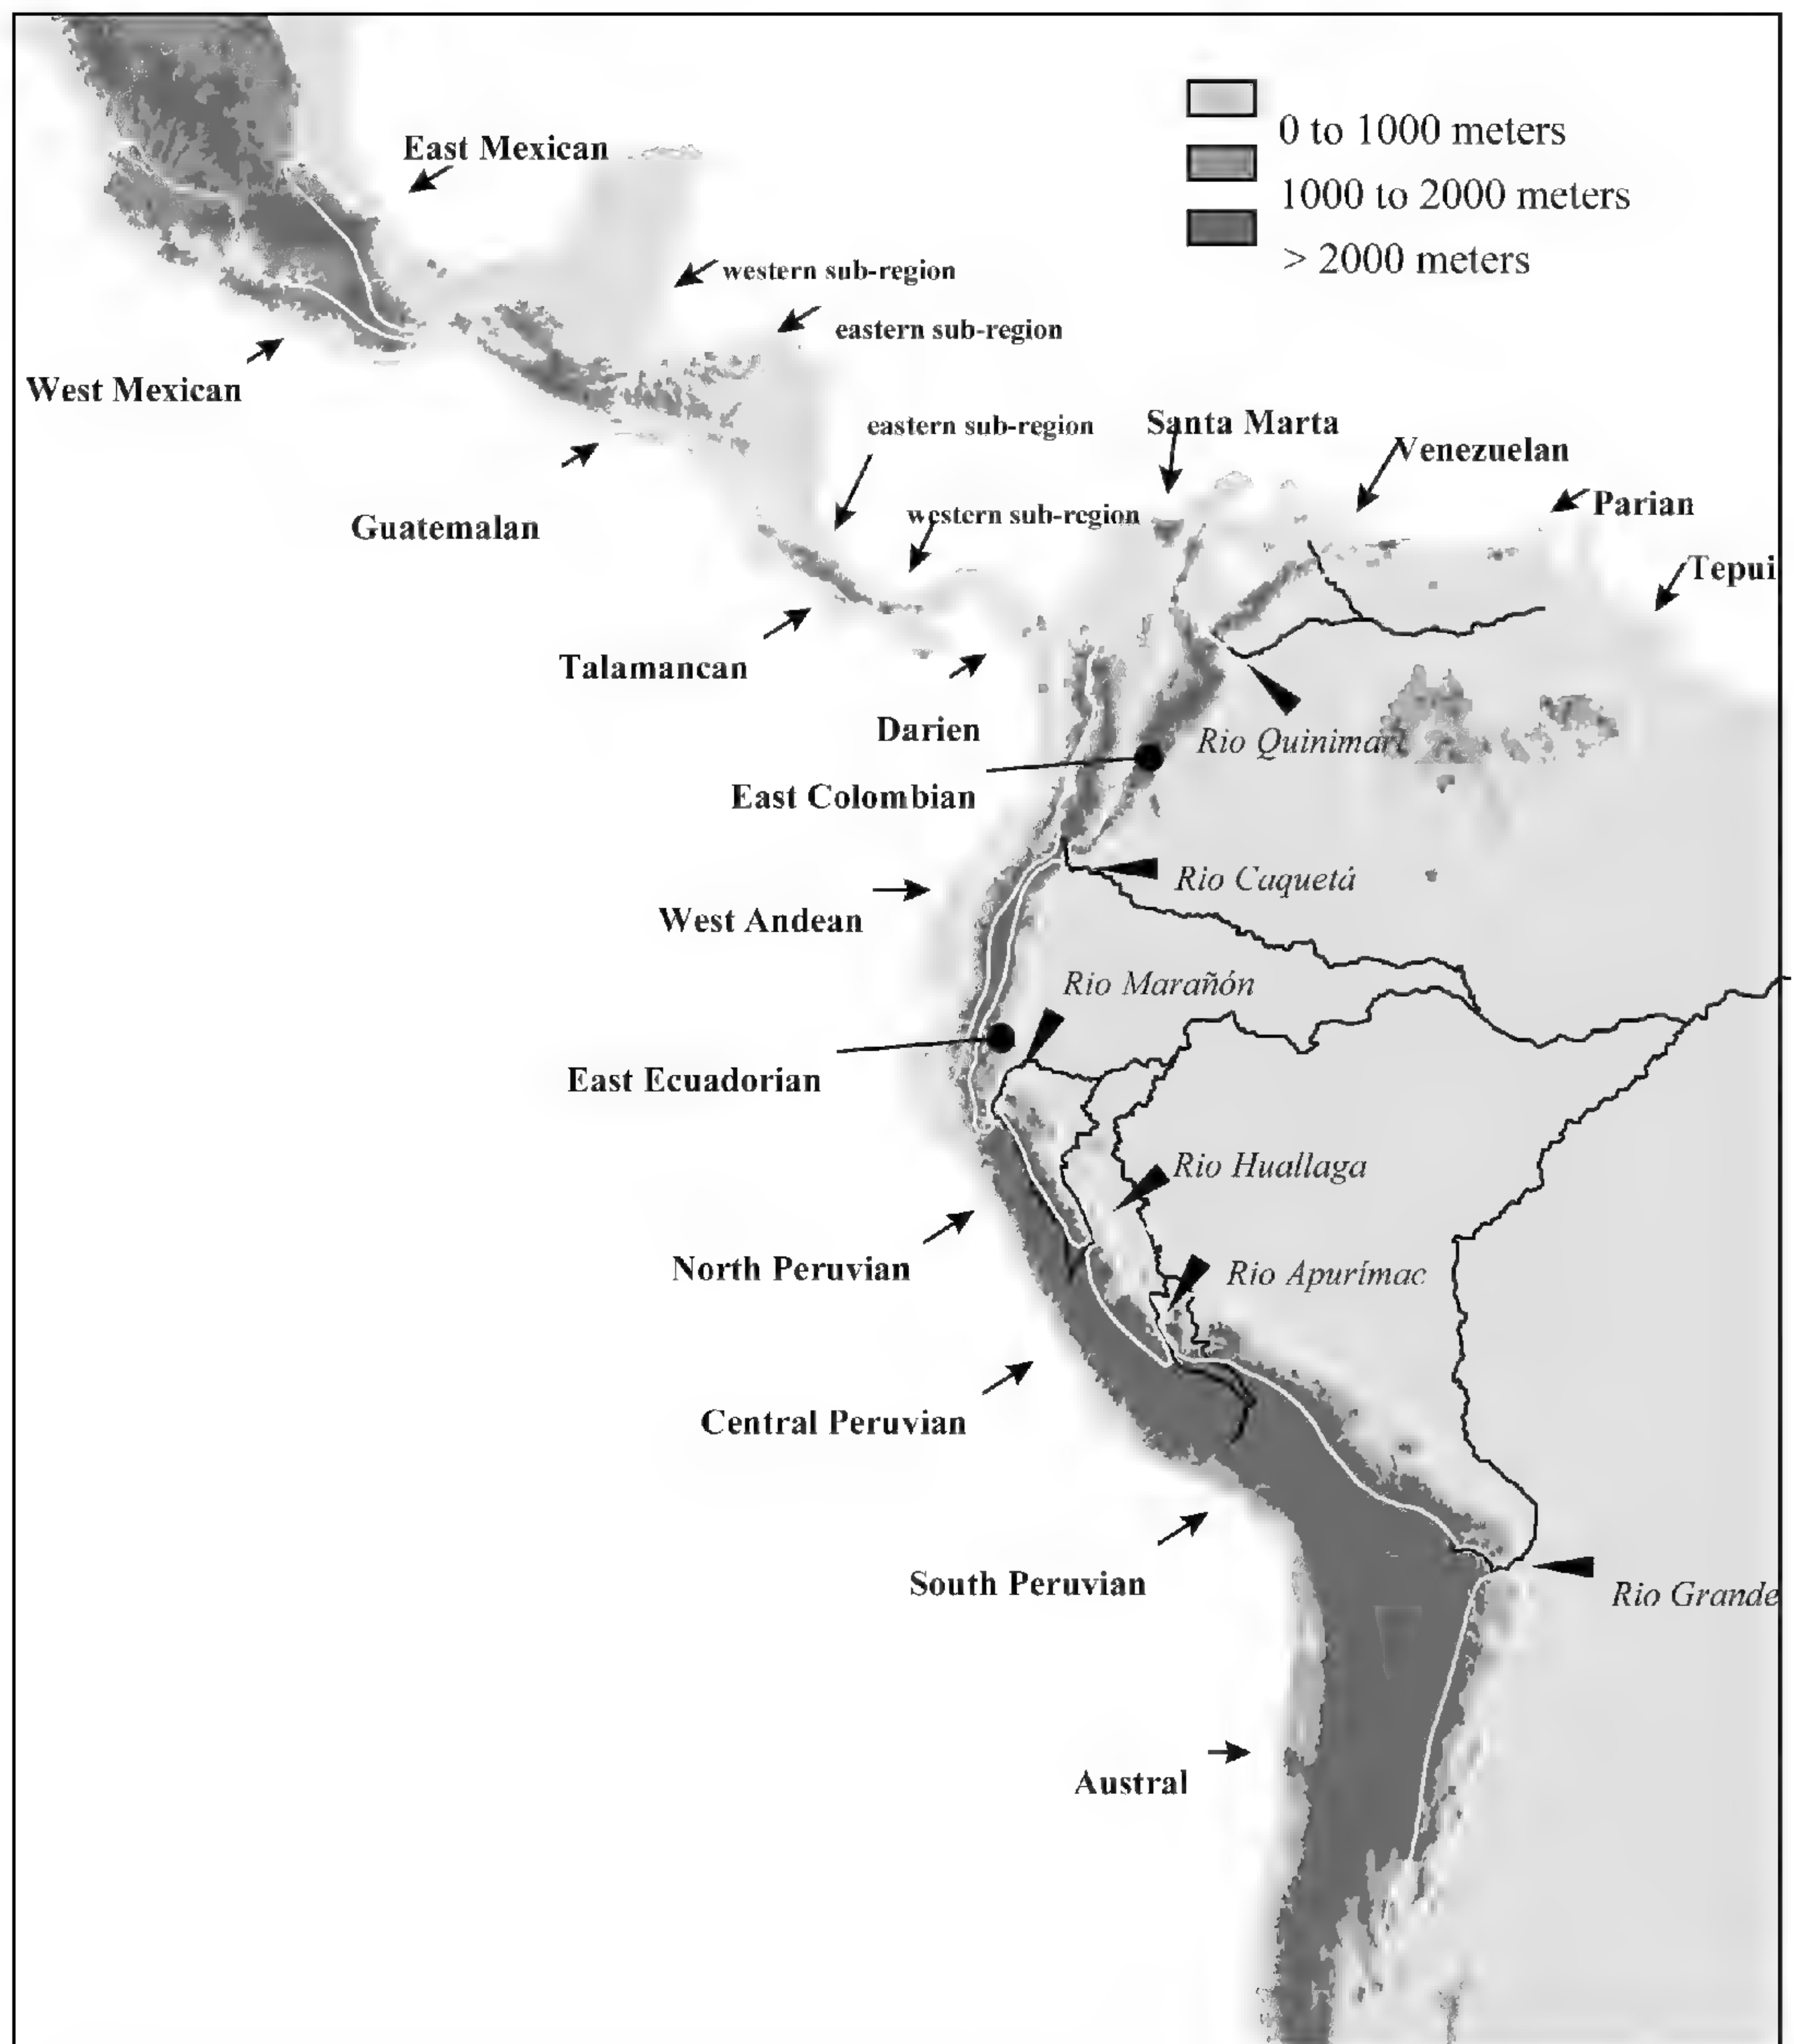 0 to 1000 meters
East Mexican
1000 to 2000 meters
> 2000 meters
western sub-region
eastern sub-region
West Mexican
eastern sub-region
Santa Marta
Venezuelan
Parian
western sub-region
Guatemalan
Tepui
Talamancan
Darien
Rio Quinimarí
East Colombian
Rio Caquetá
West Andean
Rio Marañón
East Ecuadorian
Rio Huallaga
North Peruvian
Rio Apurímac
Central Peruvian
South Peruvian
Rio Grande
Austral